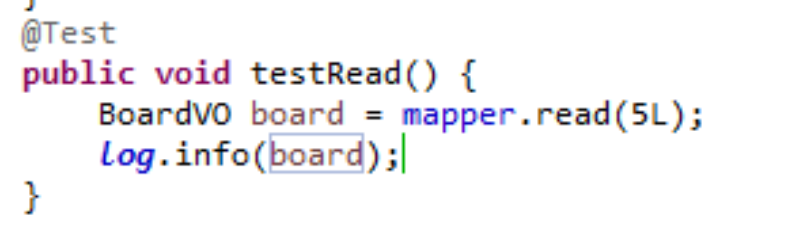 }
@Test
public void testRead() {
    BoardVO board = mapper.read(5L);
    log.info(board);
}